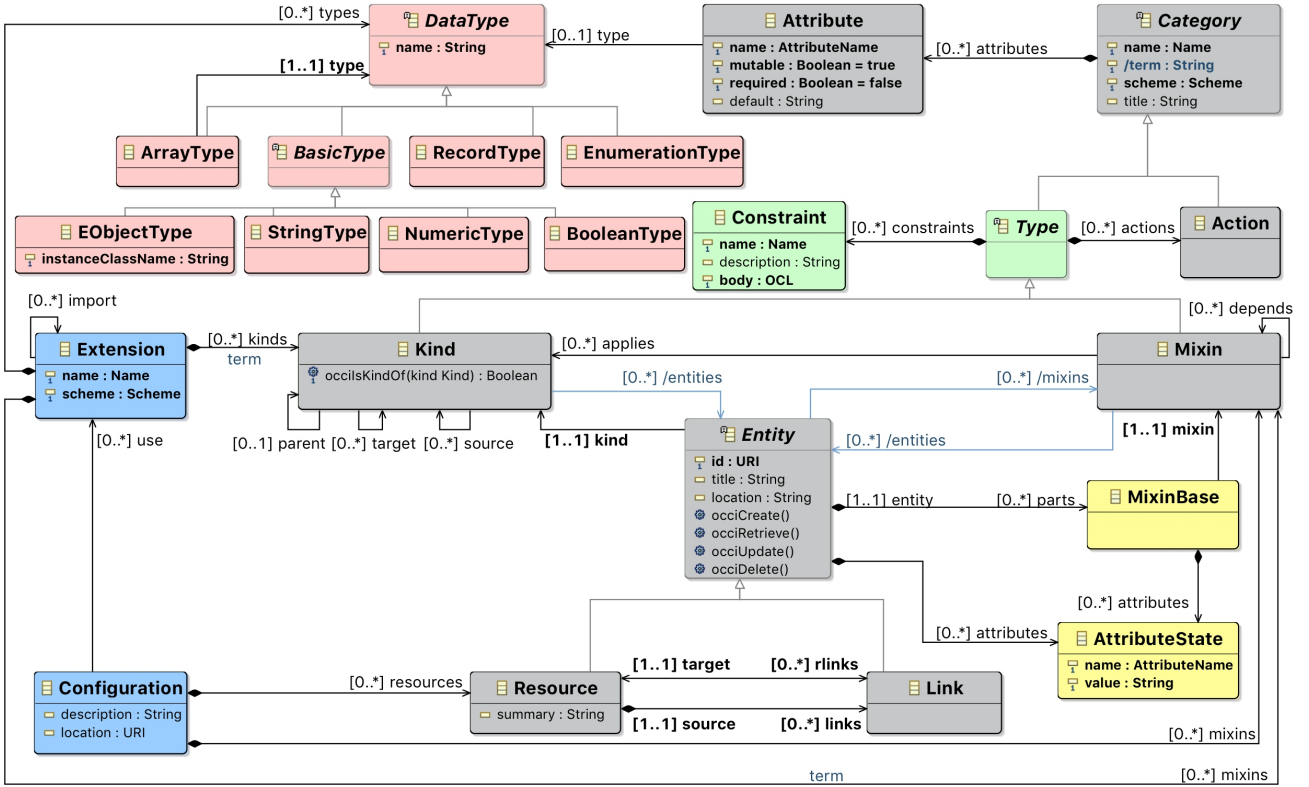 [0..*] types
DataType
name : String
[0..1] type
[1..1] type
Attribute
name : AttributeName
mutable : Boolean = true
required : Boolean = false
default : String
[0..*] attributes
Category
name : Name
/term : String
scheme : Scheme
title : String
ArrayType
BasicType
RecordType
EnumerationType
EObjectType
instanceClassName : String
StringType
NumericType
BooleanType
Constraint
name : Name
description : String
body : OCL
[0..*] constraints
Type
[0..*] actions
Action
[0..*] import
Extension
name : Name
scheme : Scheme
[0..*] kinds
term
Kind
occiIsKindOf(kind Kind) : Boolean
[0..*] applies
[0..*] depends
Mixin
[0..*] /entities
[0..*] /mixins
[0..1] parent
[0..*] target
[0..*] source
[1..1] kind
[0..*] /entities
[1..1] mixin
[0..*] use
Entity
id : URI
title : String
location : String
occiCreate()
occiRetrieve()
occiUpdate()
occiDelete()
[1..1] entity
[0..*] parts
MixinBase
[0..*] attributes
[0..*] attributes
AttributeState
name : AttributeName
value : String
Configuration
description : String
location : URI
[0..*] resources
Resource
summary : String
[1..1] target
[0..*] rlinks
[1..1] source
[0..*] links
Link
[0..*] mixins
term
[0..*] mixins